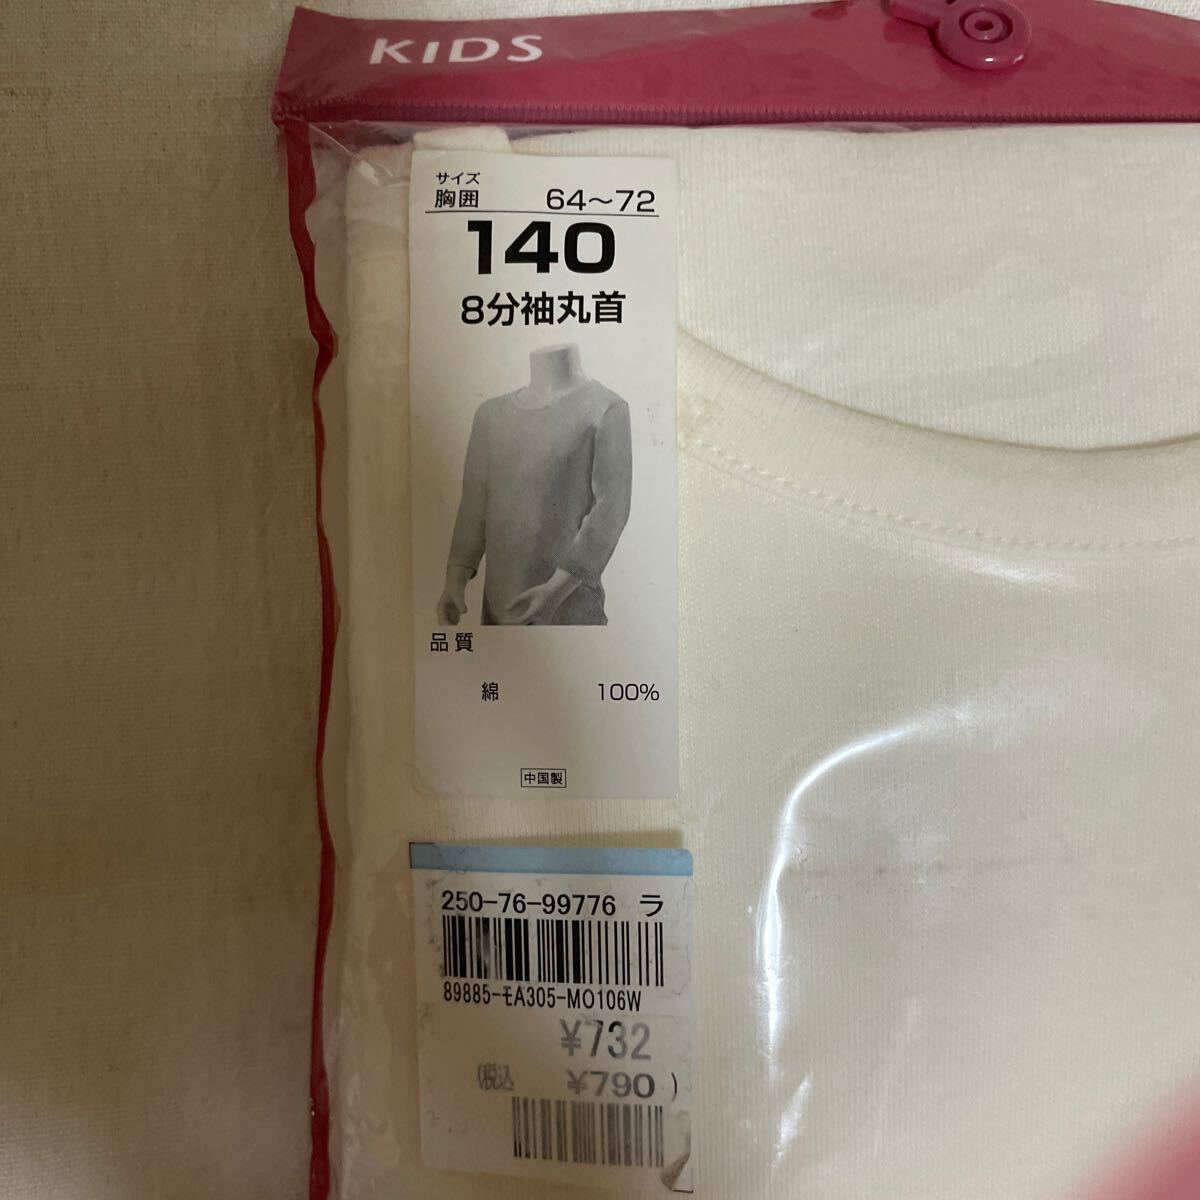 KIDS
サイズ
胸囲 64～72
140
8分袖丸首
品質
綿 100%
中国製
250-76-99776 ラ
89885-モA305-MO106W
¥732
(税込 ¥790)